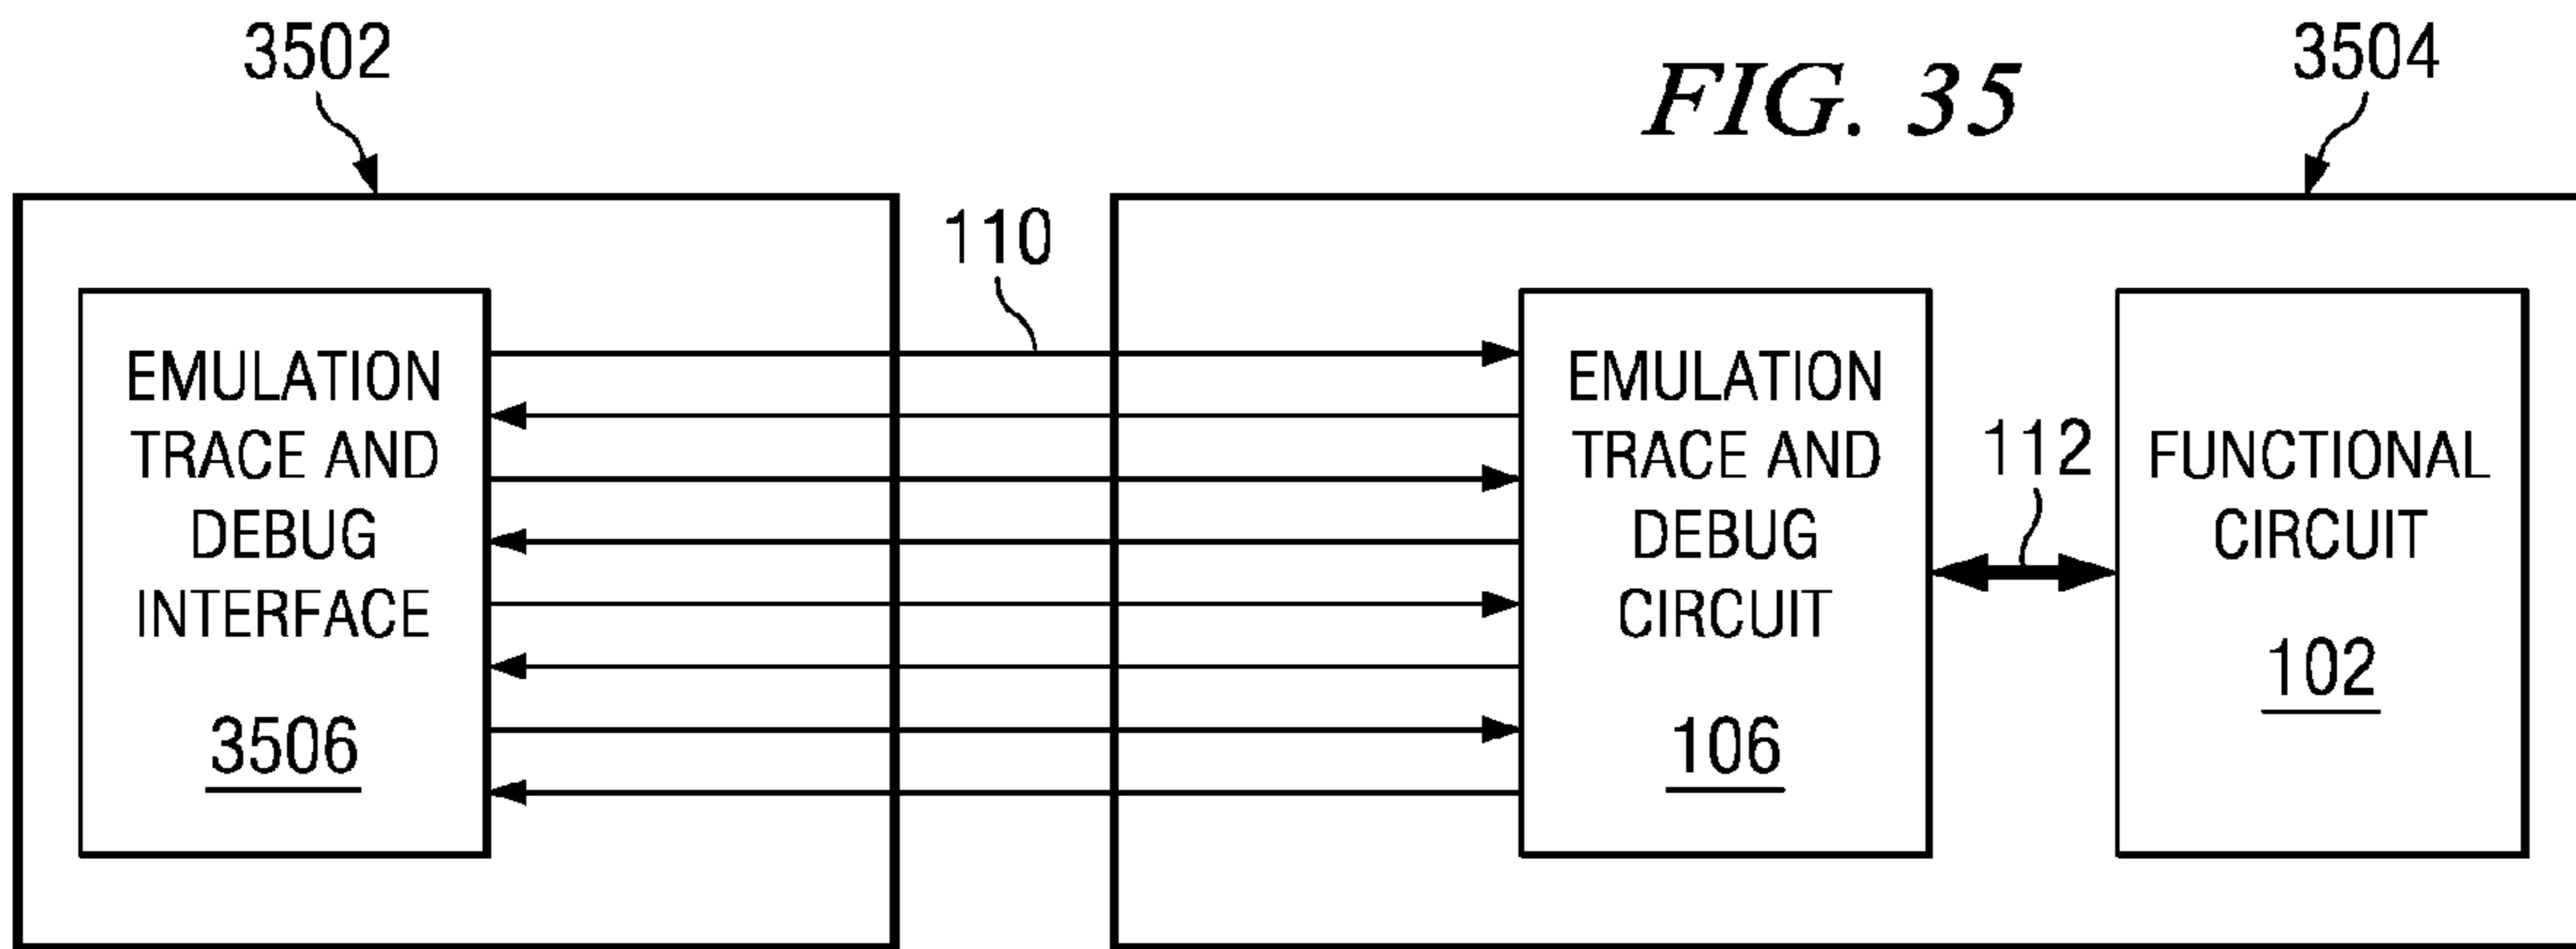 3502
FIG. 35
3504
110
EMULATION
TRACE AND
DEBUG
INTERFACE
3506
EMULATION
TRACE AND
DEBUG
CIRCUIT
106
112
FUNCTIONAL
CIRCUIT
102